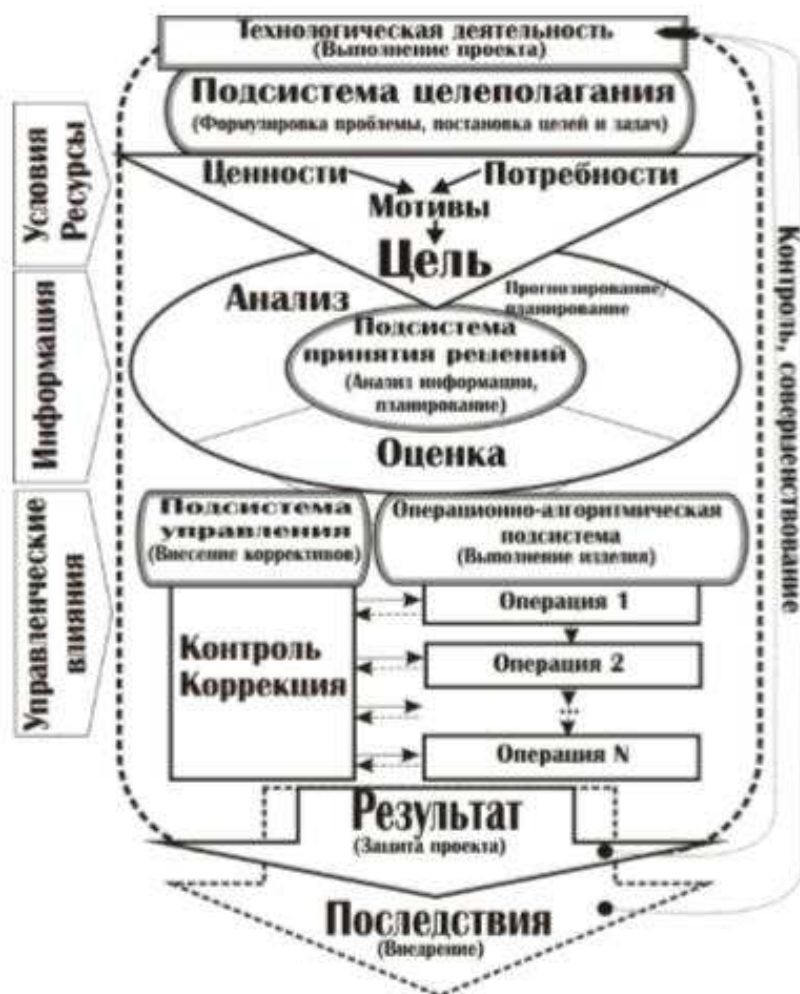 Технологическая деятельность
(Выполнение проекта)
Подсистема целеполагания
(Формулировка проблемы, постановка целей и задач)
Условия
Ресурсы
Ценности
Потребности
Мотивы
Цель
Анализ
Прогнозирование/
планирование
Подсистема
принятия решений
(Анализ информации,
планирование)
Оценка
Информация
Контроль, совершенствование
Подсистема
управления
(Внесение коррективов)
Операционно-алгоритмическая
подсистема
(Выполнение изделия)
Управленческие
влияния
Контроль
Коррекция
Операция 1
Операция 2
...
Операция N
Результат
(Защита проекта)
Последствия
(Внедрение)